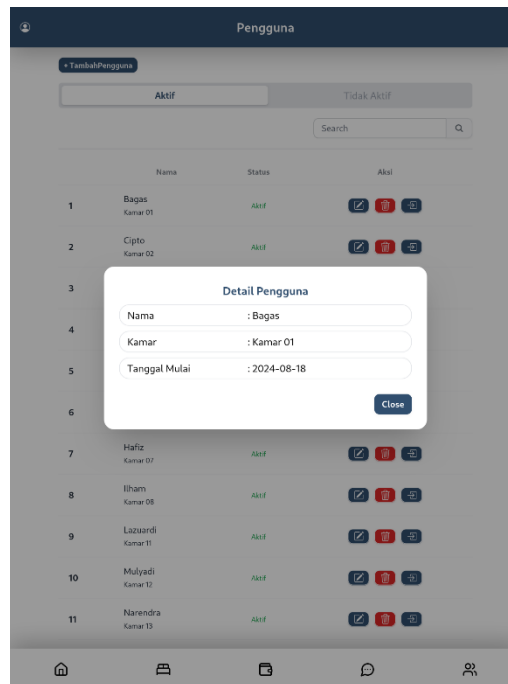 Pengguna
+ TambahPengguna
Aktif Tidak Aktif
Search
Nama Status Aksi
1 Bagas Aktif
Kamar 01
2 Cipto Aktif
Kamar 02
3
Detail Pengguna
Nama : Bagas
4
Kamar : Kamar 01
5 Tanggal Mulai : 2024-08-18
Close
6
7 Hafiz Aktif
Kamar 07
8 Ilham Aktif
Kamar 08
9 Lazuardi Aktif
Kamar 11
10 Mulyadi Aktif
Kamar 12
11 Narendra Aktif
Kamar 13